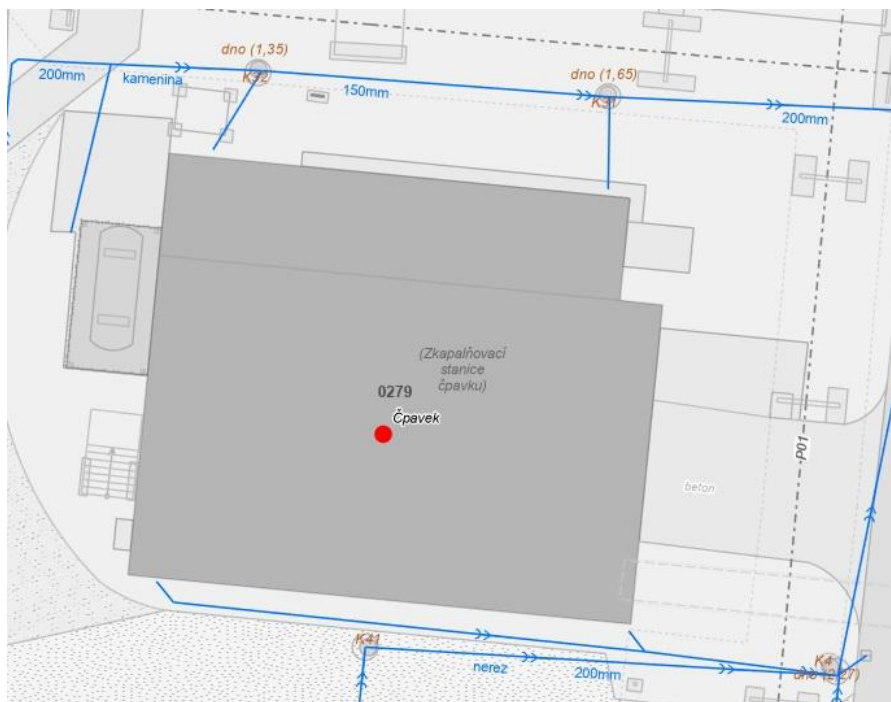 dno (1,35)
dno (1,65)
200mm
kamenina
K32
150mm
K31
200mm
(Zkapalňovací
stanice
čpavku)
0279
Čpavek
P01
beton
K41
nerez
200mm
K4